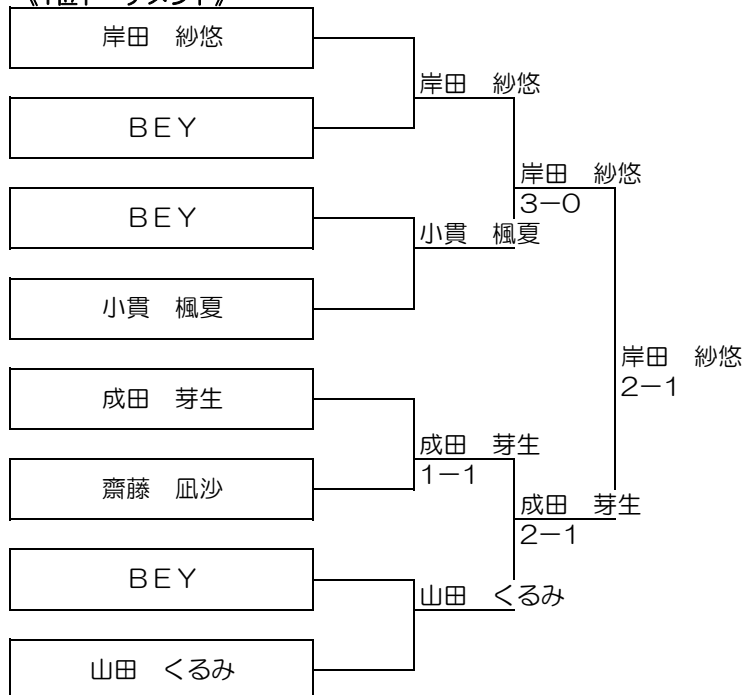 岸田　紗悠
岸田　紗悠
ＢＥＹ
岸田　紗悠
3－0
ＢＥＹ
小貫　楓夏
小貫　楓夏
岸田　紗悠
2－1
成田　芽生
成田　芽生
1－1
齋藤　凪沙
成田　芽生
2－1
ＢＥＹ
山田　くるみ
山田　くるみ